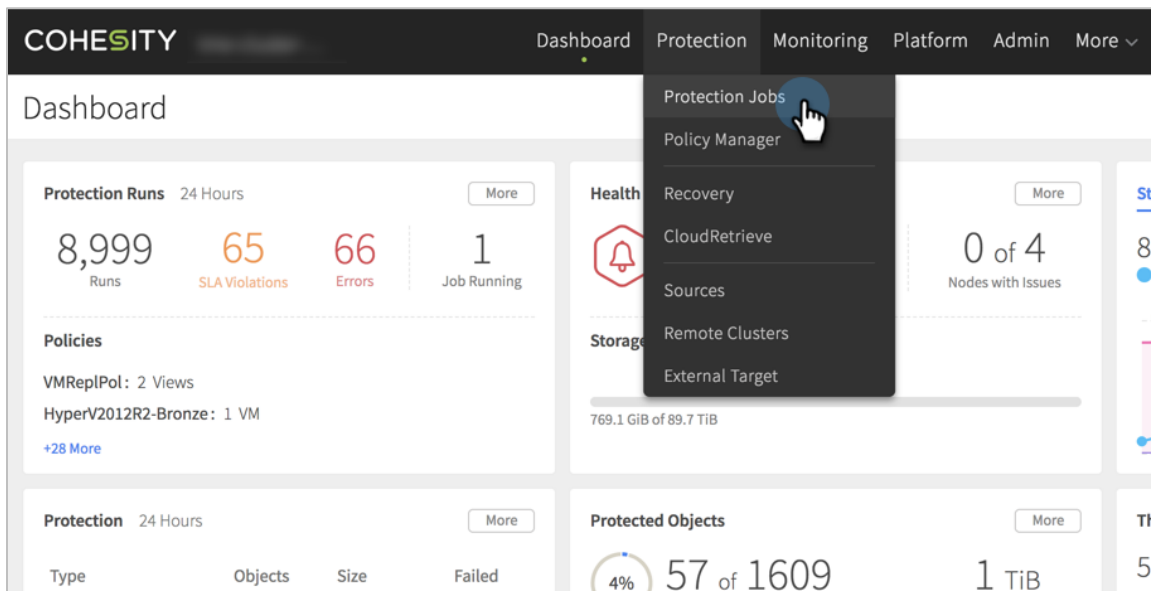 COHESITY
Dashboard Protection Monitoring Platform Admin More
Dashboard
Protection Jobs
Policy Manager
Recovery
CloudRetrieve
Sources
Remote Clusters
External Target
Protection Runs 24 Hours More
8,999 65 66 1
Runs SLA Violations Errors Job Running
Policies
VMReplPol: 2 Views
HyperV2012R2-Bronze: 1 VM
+28 More
Health More
0 of 4
Nodes with Issues
Storage
769.1 GiB of 89.7 TiB
St
8
Protection 24 Hours More
Type Objects Size Failed
Protected Objects More
4% 57 of 1609 1 TiB
Th
5